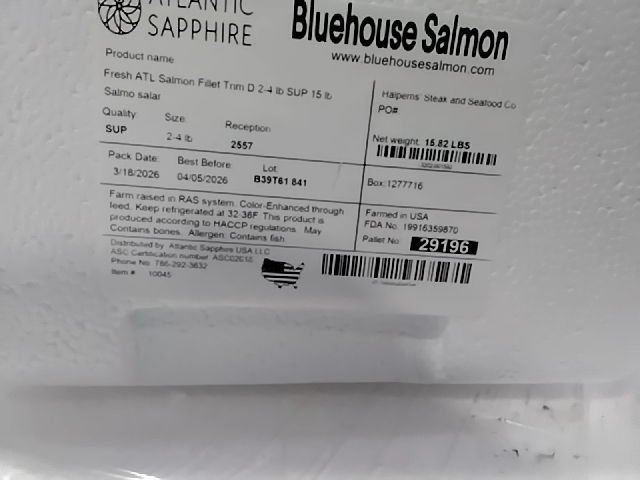 ATLANTIC
SAPPHIRE
Bluehouse Salmon
www.bluehousesalmon.com
Product name
Fresh ATL Salmon Fillet Trim D 2-4 lb SUP 15 lb
Salmo salar
Halperns' Steak and Seafood Co
PO#
Quality: Size: Reception
SUP 2-4 lb 2557
Net weight: 15.82 LBS
Pack Date: Best Before: Lot:
3/18/2026 04/05/2026 B39T61 841
Box: 1277716
Farm raised in RAS system. Color-Enhanced through
feed. Keep refrigerated at 32-36F. This product is
produced according to HACCP regulations. May
Contains bones. Allergen: Contains fish
Farmed in USA
FDA No. 19916359870
Pallet No 29196
Distributed by: Atlantic Sapphire USA LLC
ASC Certification number:
Phone No: 786-292-3632
Item # 10045